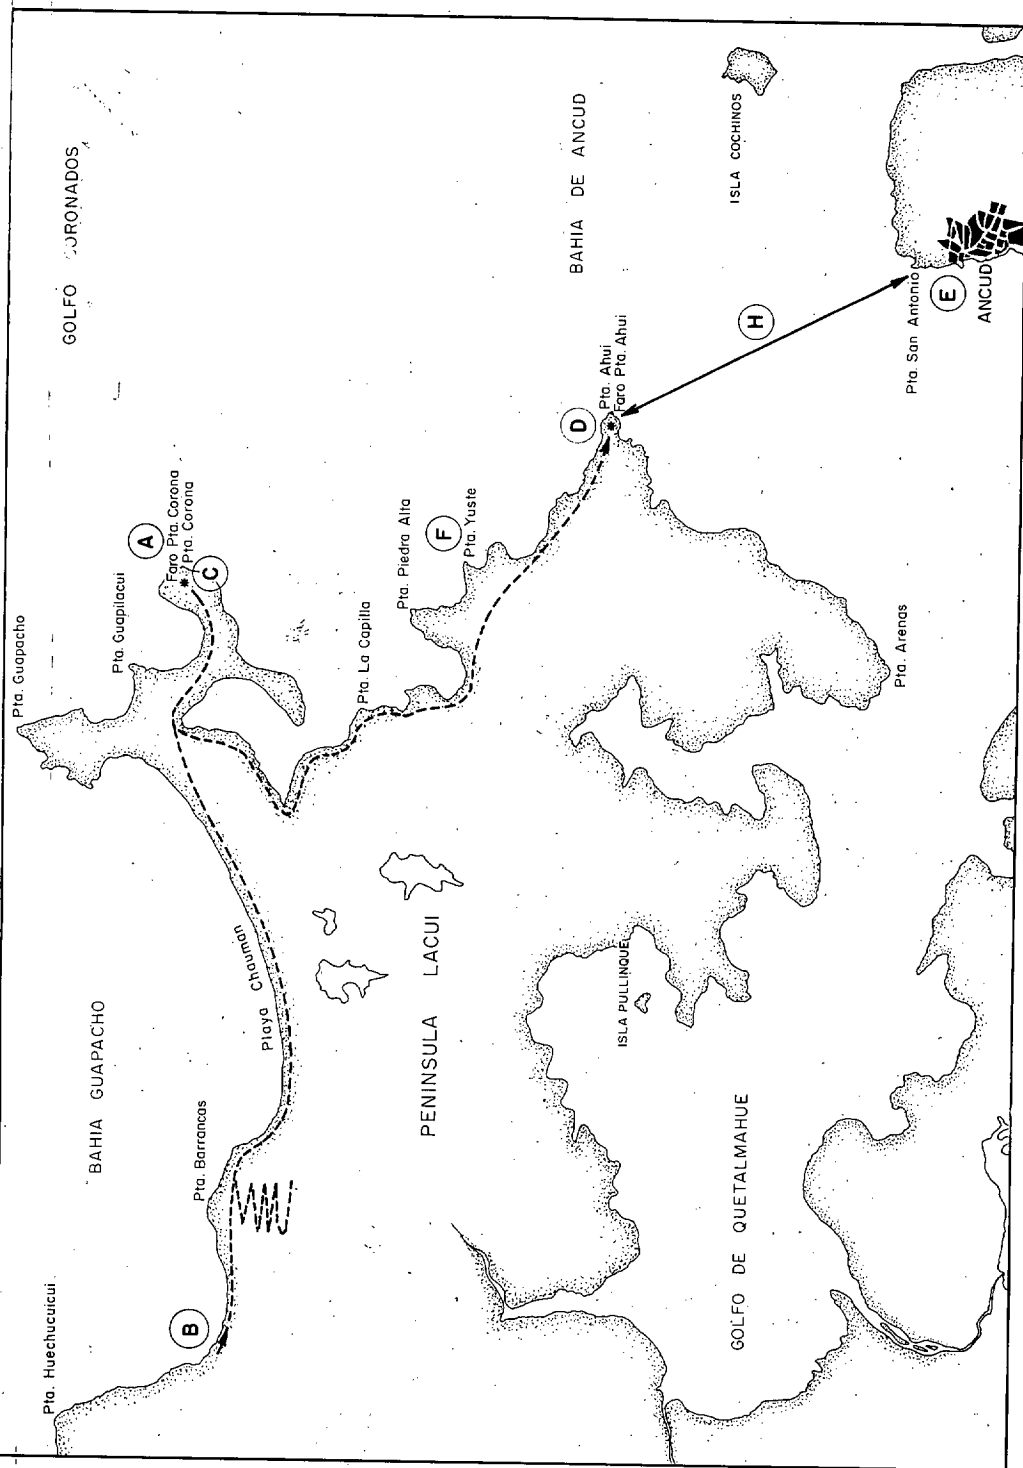 Pta. Guapacho
Pta. Huechucuicui
GOLFO CORONADOS
BAHIA GUAPACHO
Pta. Guapilacui
A
Faro Pta. Corona
Pta. Corona
B
Pta. Barrancas
C
Playa Chauman
Pta. La Capilla
Pta. Piedra Alta
PENINSULA LACUI
F
Pta. Yuste
D
BAHIA DE ANCUD
Pta. Ahui
Faro Pta. Ahui
ISLA PULLINQUE
ISLA COCHINOS
GOLFO DE QUETALMAHUE
H
Pta. Arenas
Pta. San Antonio
E
ANCUD